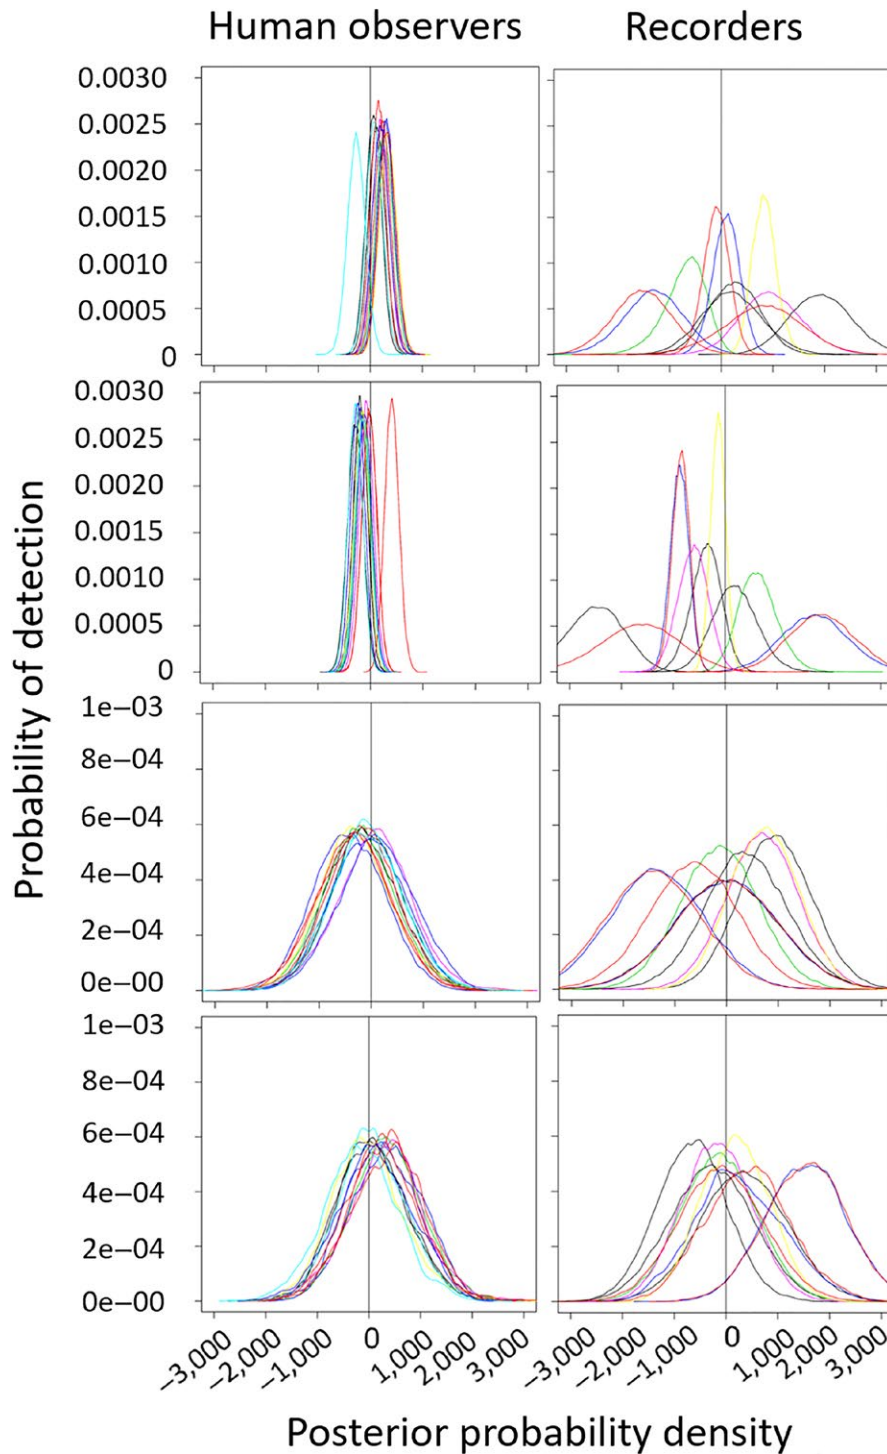 Human observers Recorders
0.0030
0.0025
0.0020
0.0015
0.0010
0.0005
0
0.0030
0.0025
0.0020
0.0015
0.0010
0.0005
0
1e−03
8e−04
6e−04
4e−04
2e−04
0e−00
1e−03
8e−04
6e−04
4e−04
2e−04
0e−00
Probability of detection
−3,000 −2,000 −1,000 0 1,000 2,000 3,000 −3,000 −2,000 −1,000 0 1,000 2,000 3,000
Posterior probability density